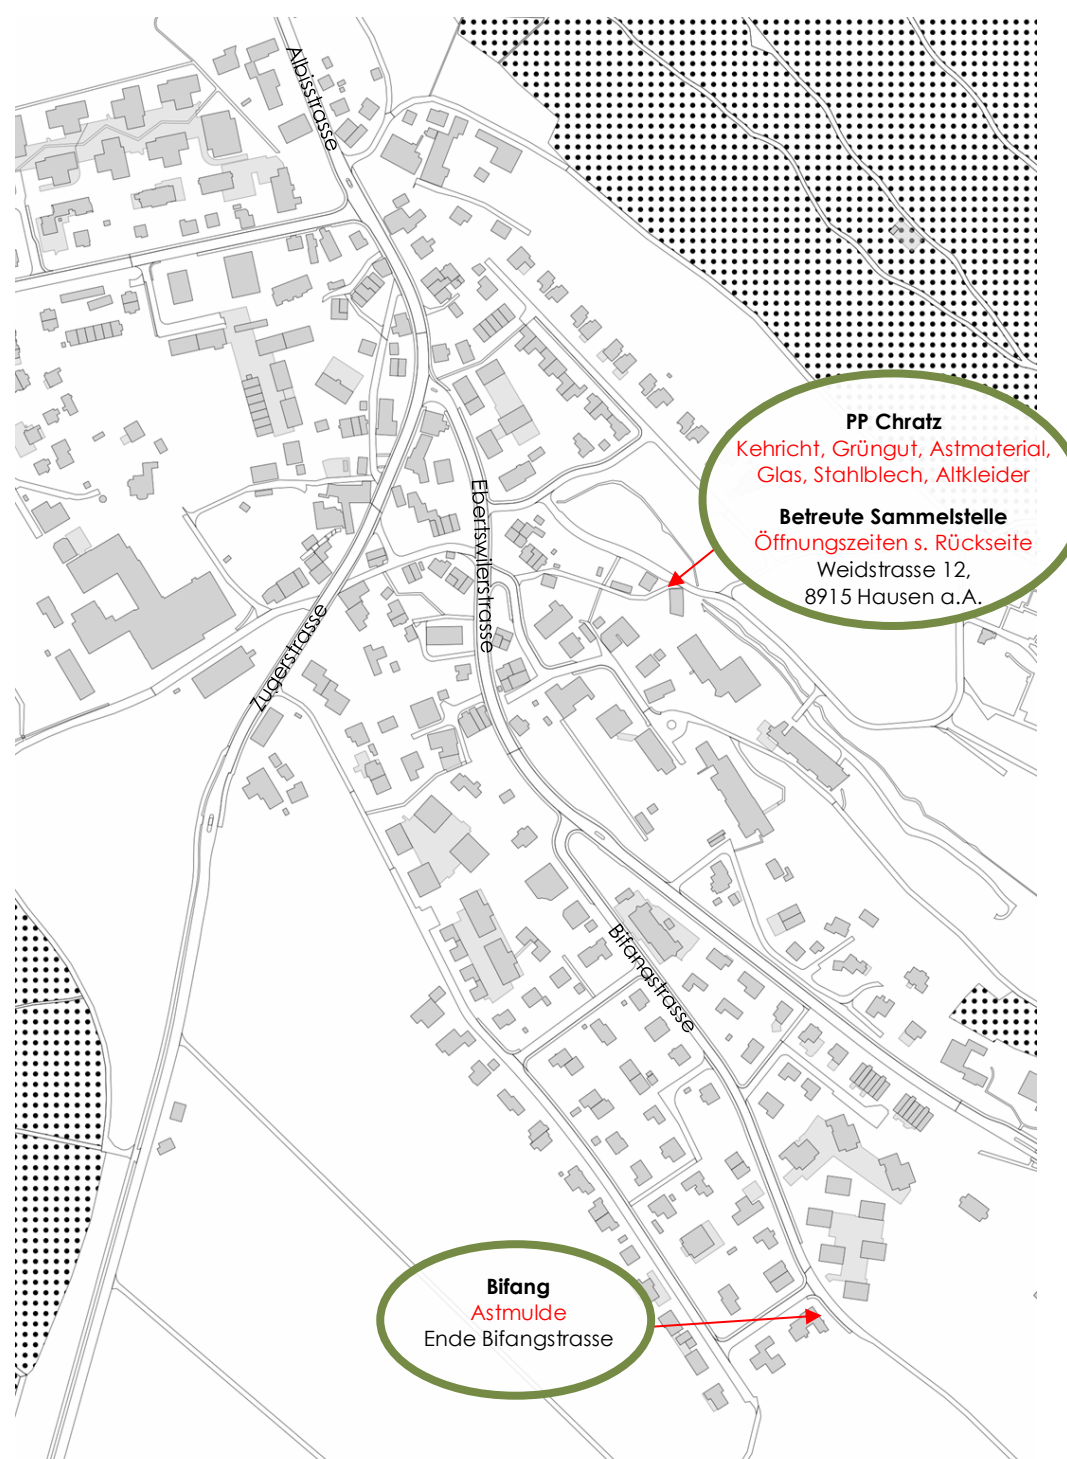 Albisstrasse
PP Chratz
Kehricht, Grüngut, Astmaterial,
Glas, Stahlblech, Altkleider
Betreute Sammelstelle
Öffnungszeiten s. Rückseite
Weidstrasse 12,
8915 Hausen a.A.
Ebertswilerstrasse
Zugerstrasse
Bifangstrasse
Bifang
Astmulde
Ende Bifangstrasse